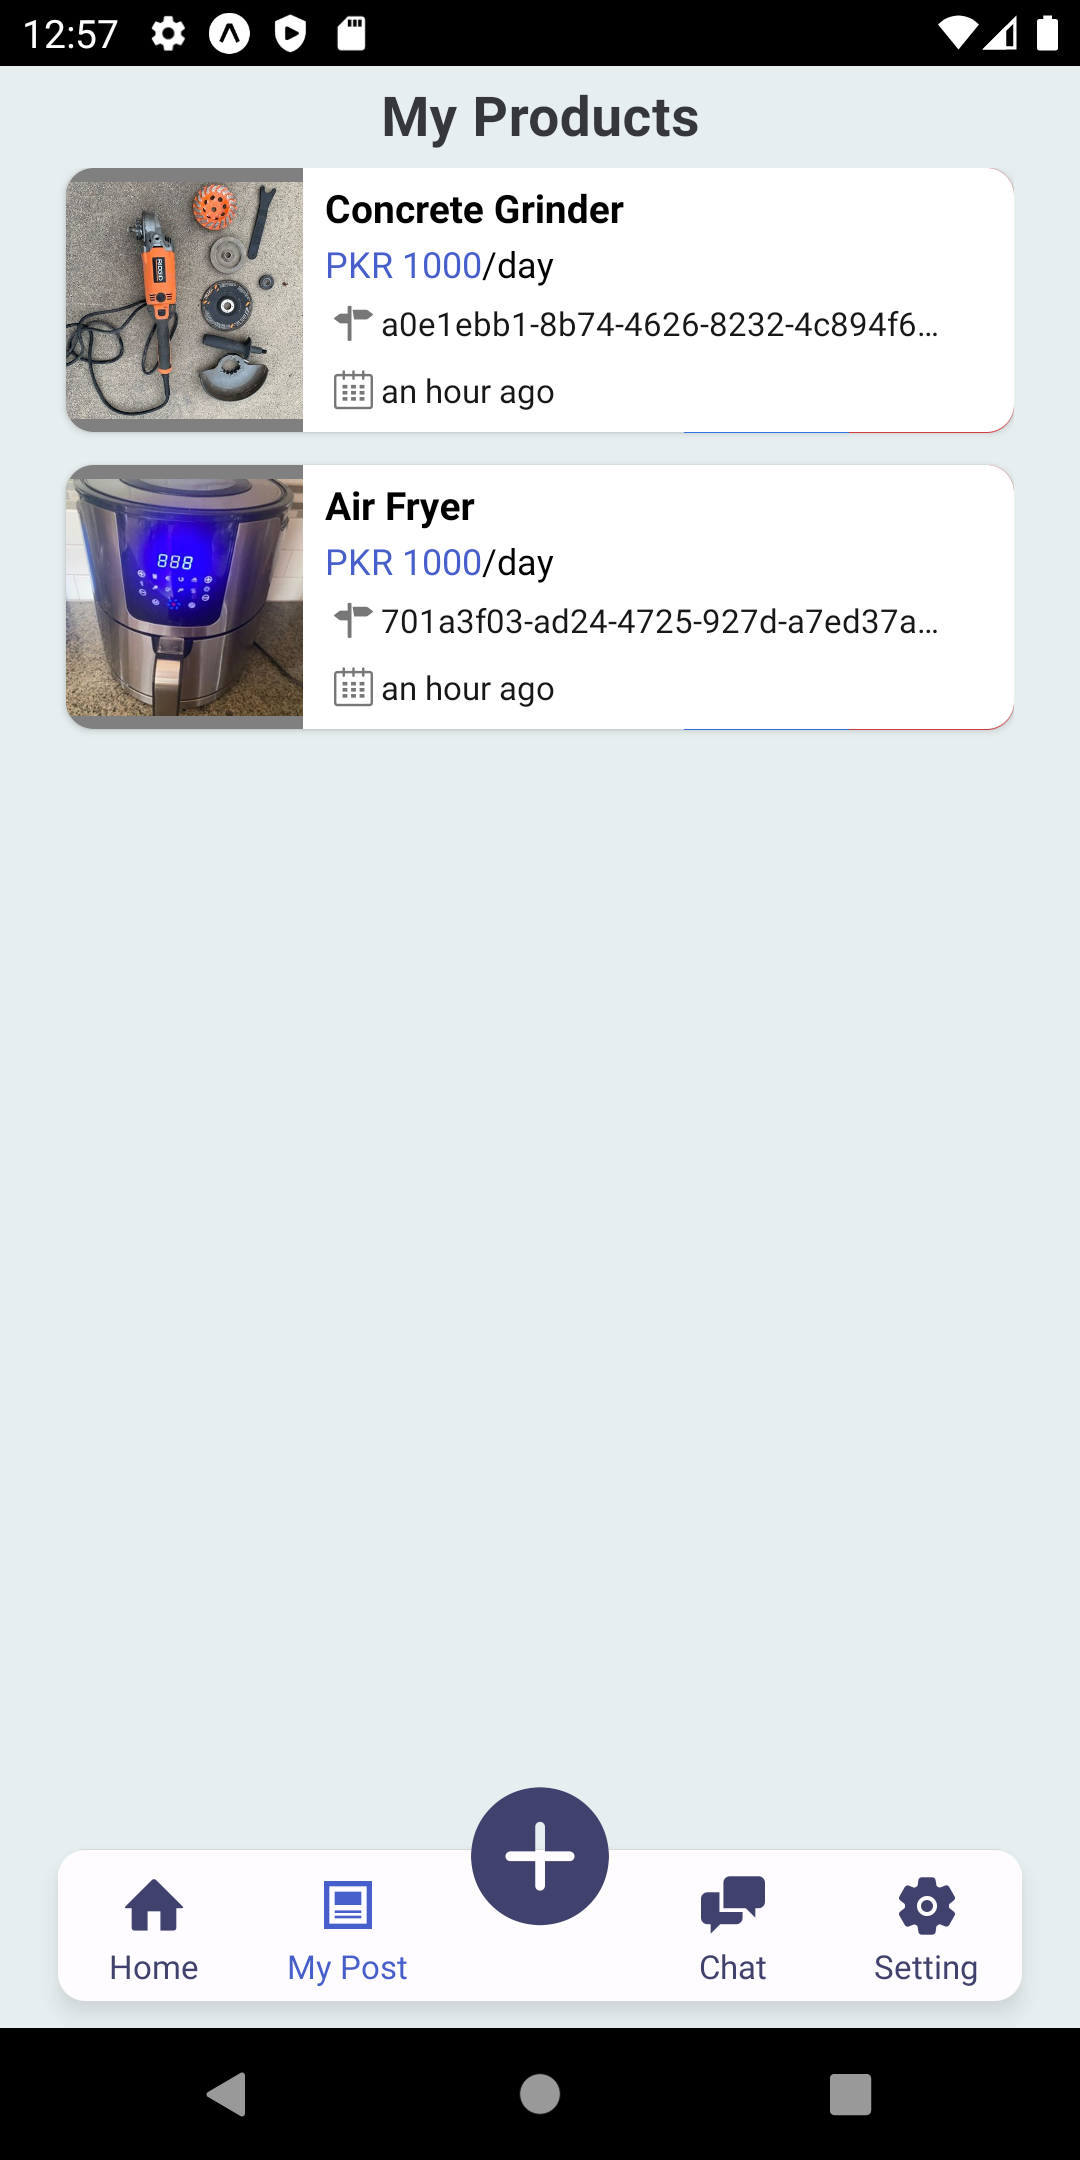 12:57
My Products
Concrete Grinder
PKR 1000/day
a0e1ebb1-8b74-4626-8232-4c894f6...
an hour ago
RIDGID
Air Fryer
PKR 1000/day
701a3f03-ad24-4725-927d-a7ed37a...
an hour ago
888
Home
My Post
Chat
Setting